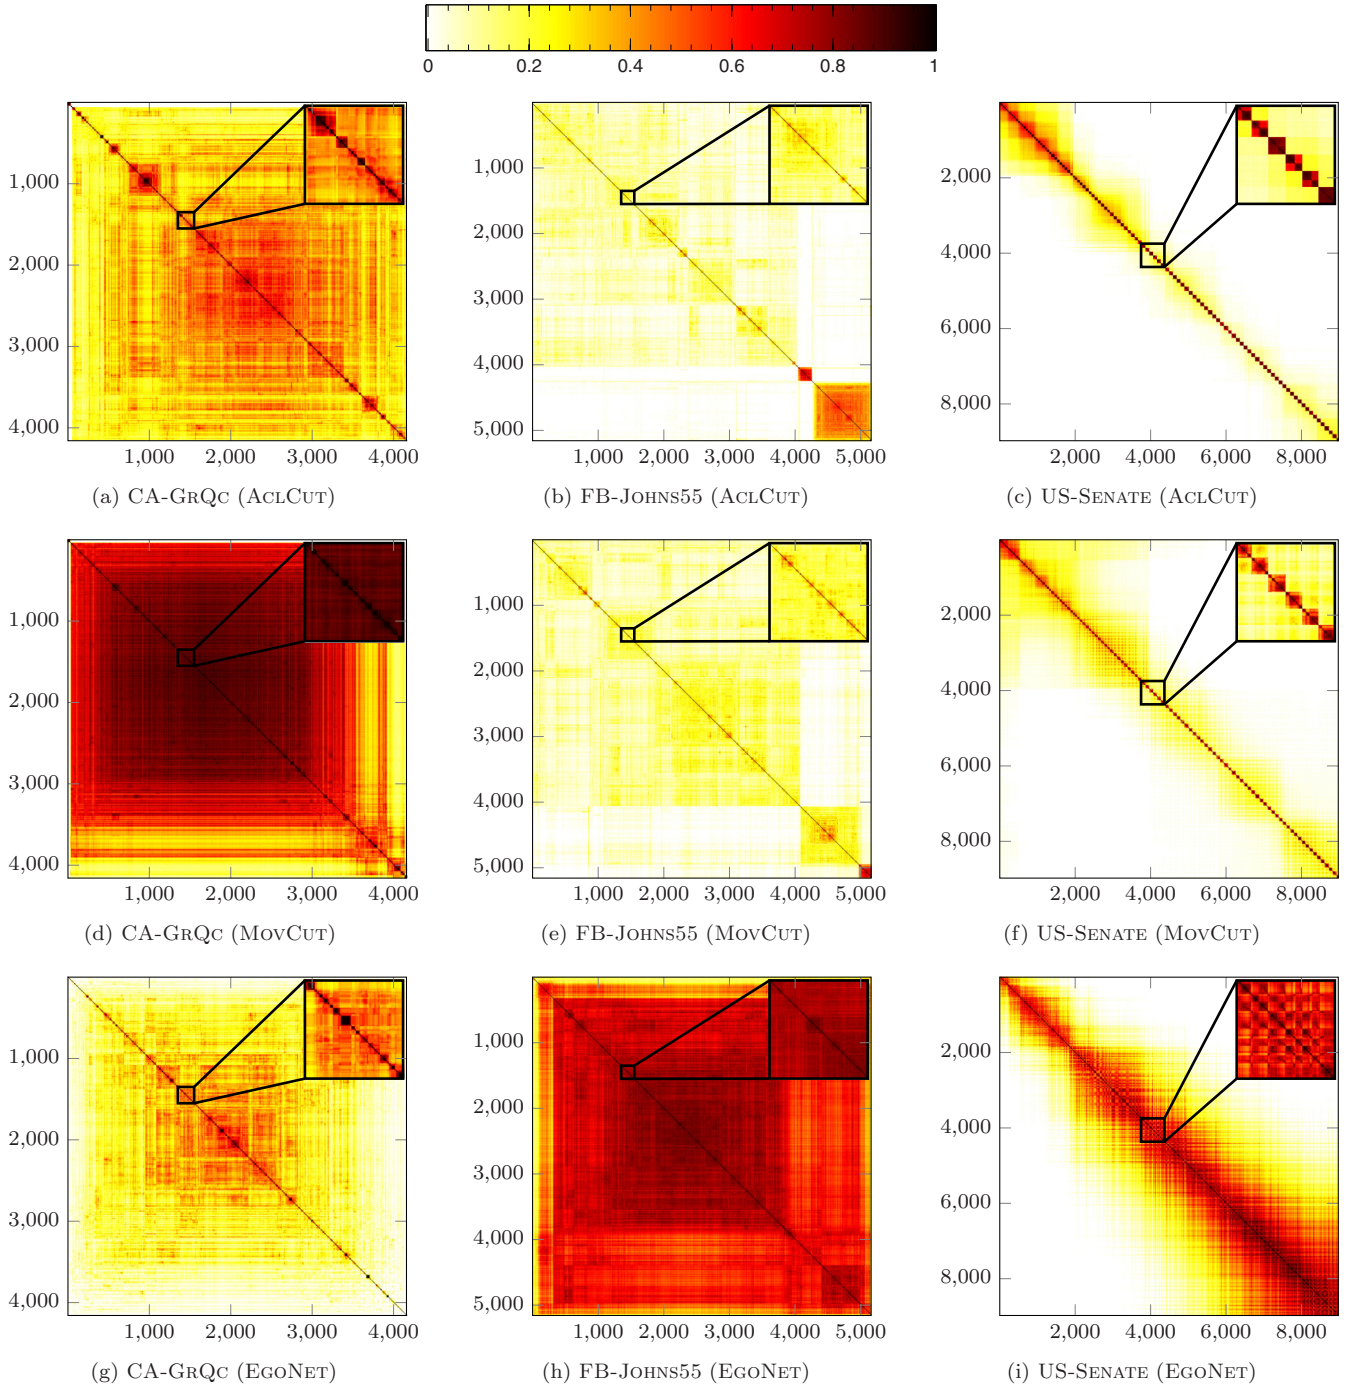 0 0.2 0.4 0.6 0.8 1
1,000
2,000
3,000
4,000
1,000 2,000 3,000 4,000
(a) CA-GrQc (AclCut)
1,000
2,000
3,000
4,000
5,000
1,000 2,000 3,000 4,000 5,000
(b) FB-Johns55 (AclCut)
2,000
4,000
6,000
8,000
2,000 4,000 6,000 8,000
(c) US-Senate (AclCut)
1,000
2,000
3,000
4,000
1,000 2,000 3,000 4,000
(d) CA-GrQc (MovCut)
1,000
2,000
3,000
4,000
5,000
1,000 2,000 3,000 4,000 5,000
(e) FB-Johns55 (MovCut)
2,000
4,000
6,000
8,000
2,000 4,000 6,000 8,000
(f) US-Senate (MovCut)
1,000
2,000
3,000
4,000
1,000 2,000 3,000 4,000
(g) CA-GrQc (EgoNet)
1,000
2,000
3,000
4,000
5,000
1,000 2,000 3,000 4,000 5,000
(h) FB-Johns55 (EgoNet)
2,000
4,000
6,000
8,000
2,000 4,000 6,000 8,000
(i) US-Senate (EgoNet)